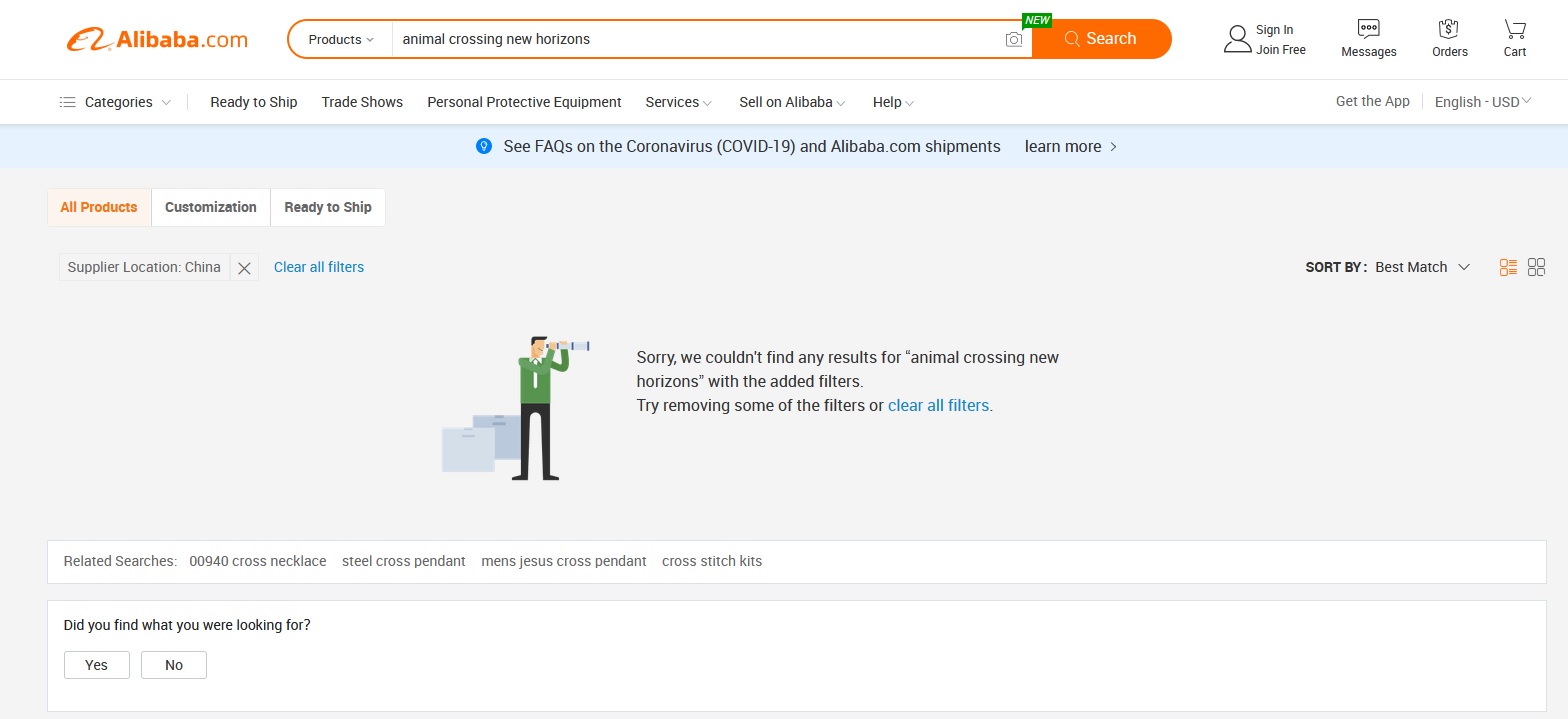 Alibaba.com
Products
animal crossing new horizons
NEW
Search
Sign In
Join Free
Messages
Orders
Cart
Categories
Ready to Ship
Trade Shows
Personal Protective Equipment
Services
Sell on Alibaba
Help
Get the App
English - USD
See FAQs on the Coronavirus (COVID-19) and Alibaba.com shipments learn more
All Products
Customization
Ready to Ship
Supplier Location: China
Clear all filters
SORT BY : Best Match
Sorry, we couldn't find any results for “animal crossing new
horizons” with the added filters.
Try removing some of the filters or clear all filters.
Related Searches: 00940 cross necklace steel cross pendant mens jesus cross pendant cross stitch kits
Did you find what you were looking for?
Yes
No